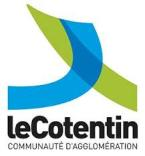 leCotentin
COMMUNAUTÉ D'AGGLOMÉRATION